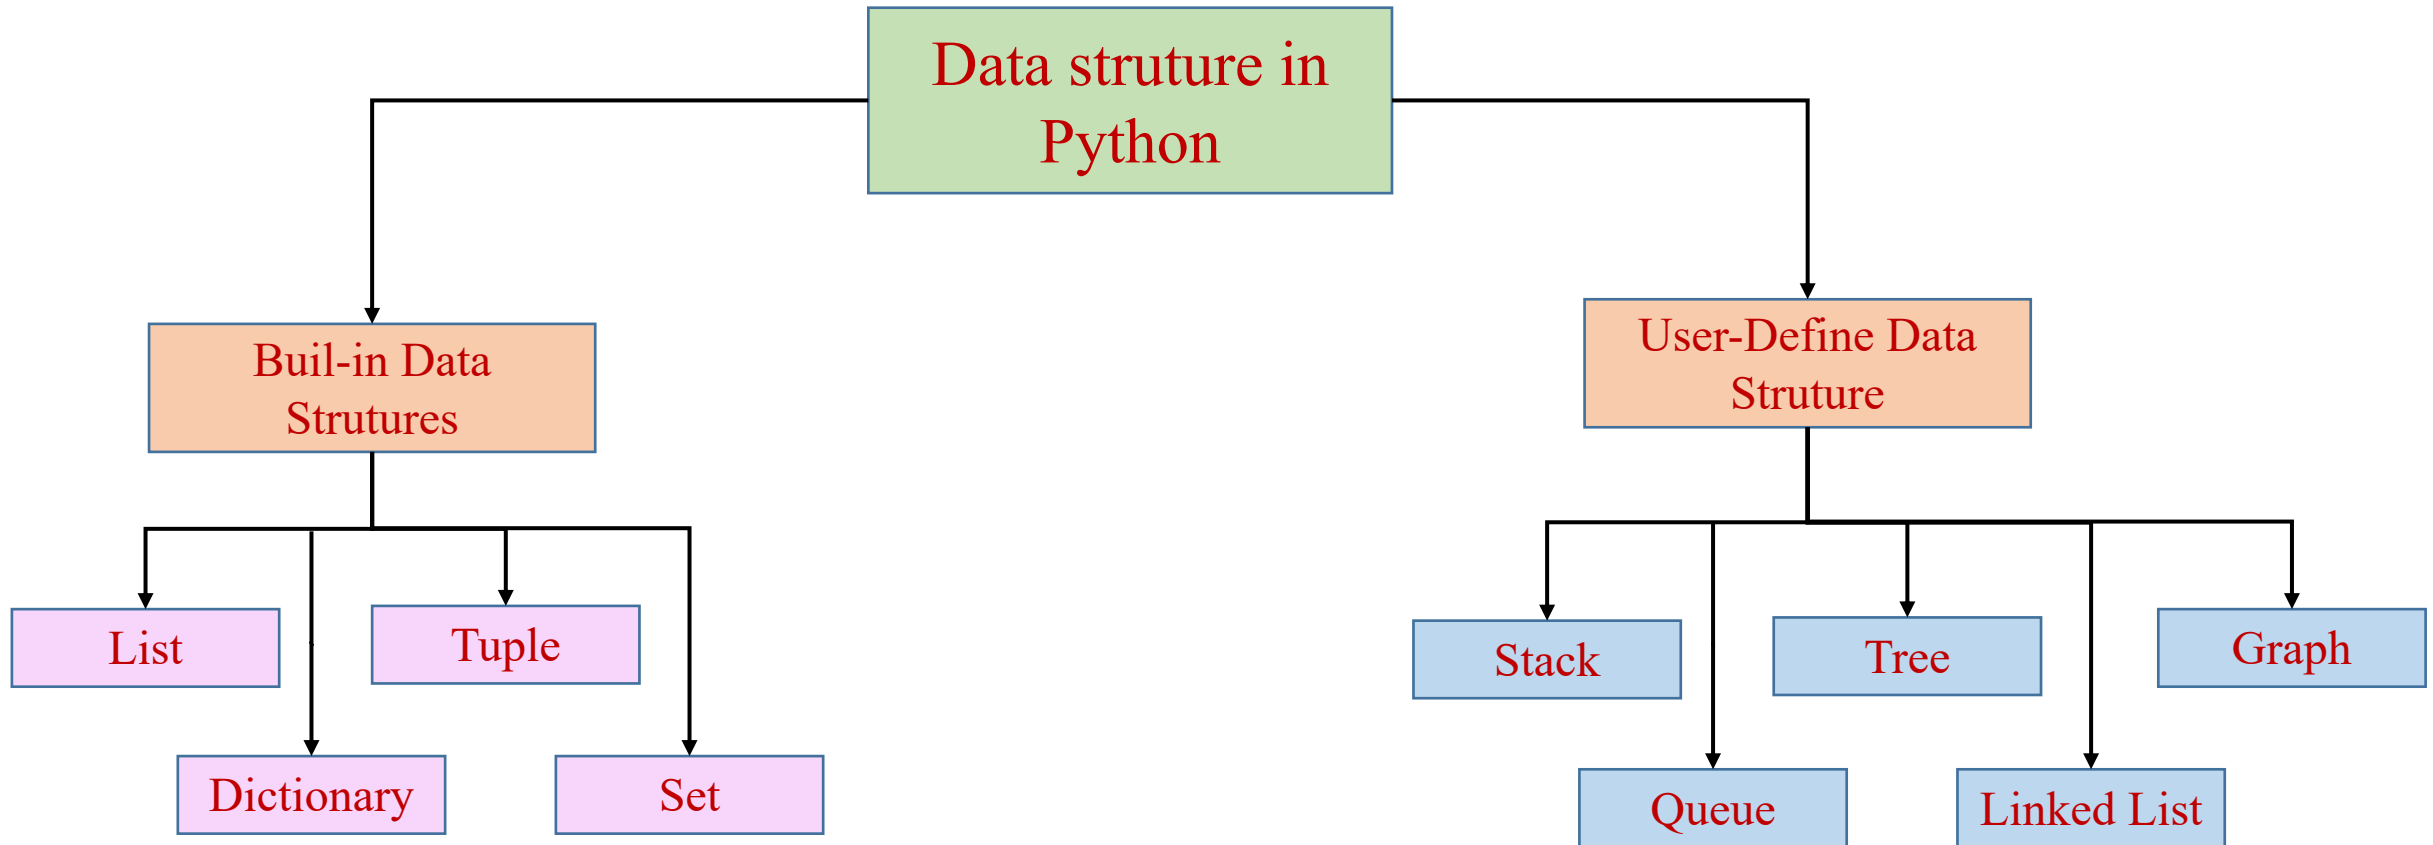 Data struture in
Python
Buil-in Data
Strutures
User-Define Data
Struture
List
Tuple
Dictionary
Set
Stack
Tree
Graph
Queue
Linked List